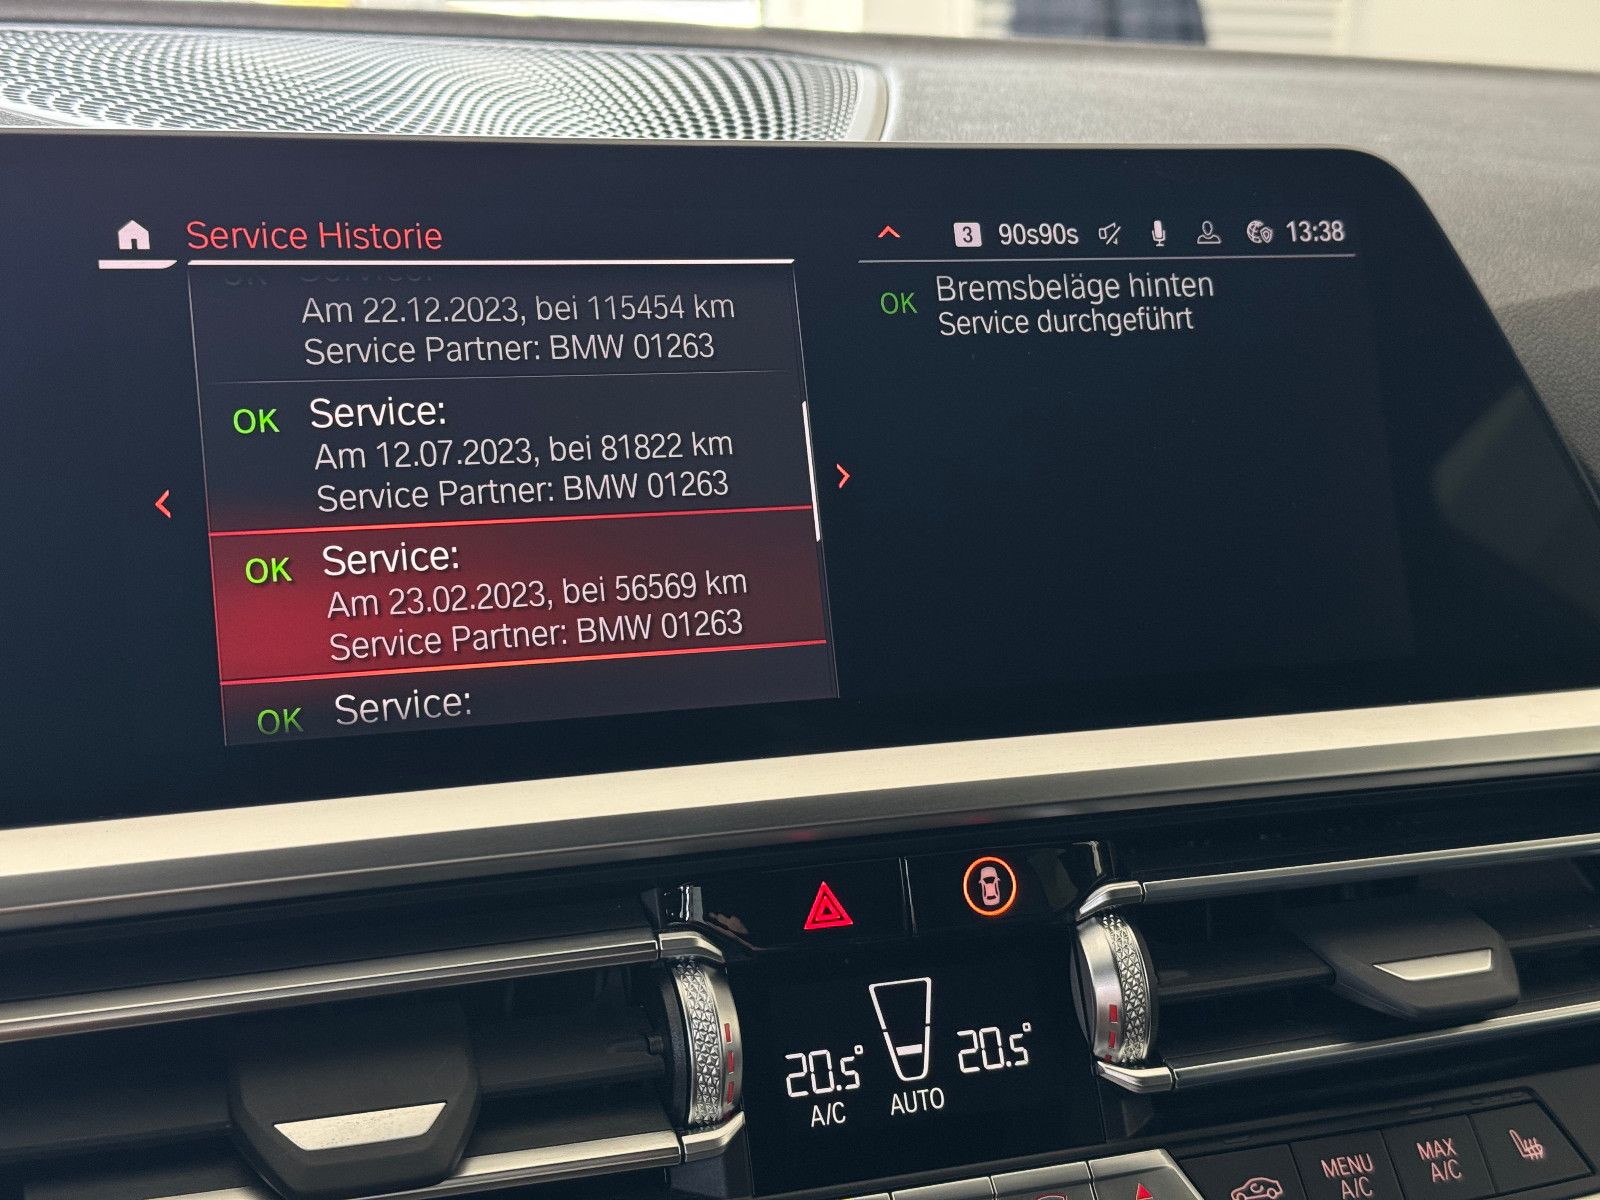 Service Historie
3 90s90s 13:38
Am 22.12.2023, bei 115454 km
Service Partner: BMW 01263
OK Service:
Am 12.07.2023, bei 81822 km
Service Partner: BMW 01263
OK Service:
Am 23.02.2023, bei 56569 km
Service Partner: BMW 01263
OK Service:
OK Bremsbeläge hinten
Service durchgeführt
20.5° 20.5°
A/C AUTO
MENU
A/C
MAX
A/C